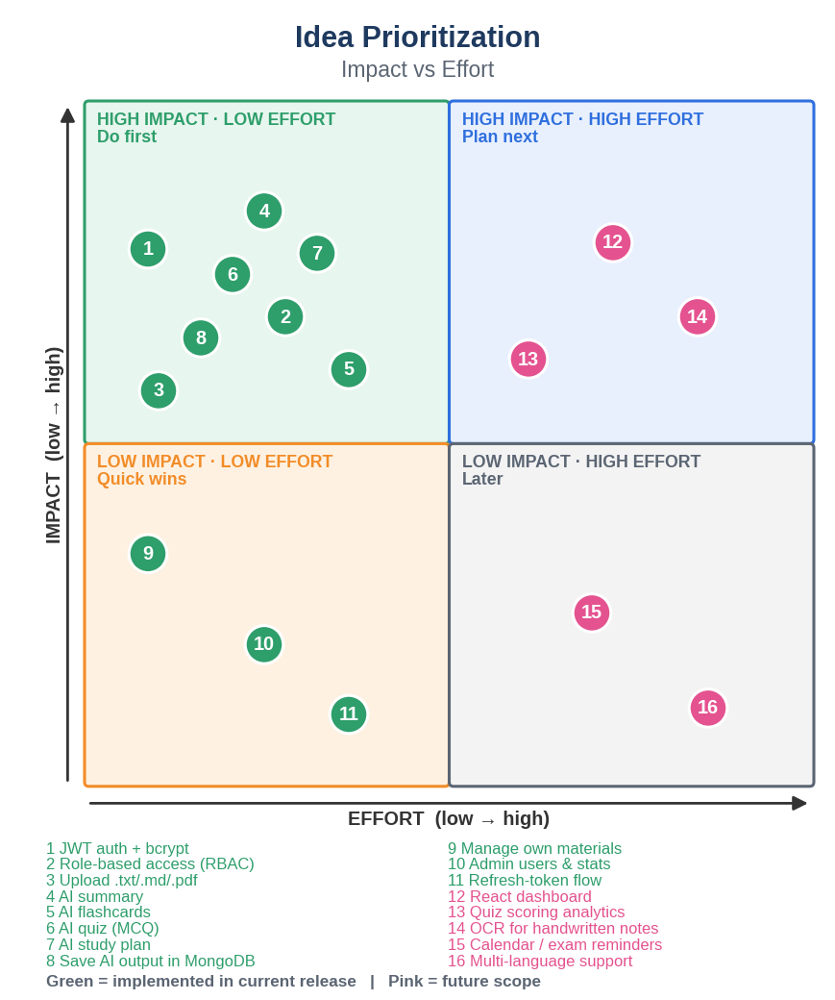 Idea Prioritization
Impact vs Effort
HIGH IMPACT · LOW EFFORT
Do first
HIGH IMPACT · HIGH EFFORT
Plan next
4
1
7
12
6
2
14
8
13
5
3
IMPACT (low → high)
LOW IMPACT · LOW EFFORT
Quick wins
LOW IMPACT · HIGH EFFORT
Later
9
15
10
11
16
EFFORT (low → high)
1 JWT auth + bcrypt
2 Role-based access (RBAC)
3 Upload .txt/.md/.pdf
4 AI summary
5 AI flashcards
6 AI quiz (MCQ)
7 AI study plan
8 Save AI output in MongoDB
9 Manage own materials
10 Admin users & stats
11 Refresh-token flow
12 React dashboard
13 Quiz scoring analytics
14 OCR for handwritten notes
15 Calendar / exam reminders
16 Multi-language support
Green = implemented in current release | Pink = future scope